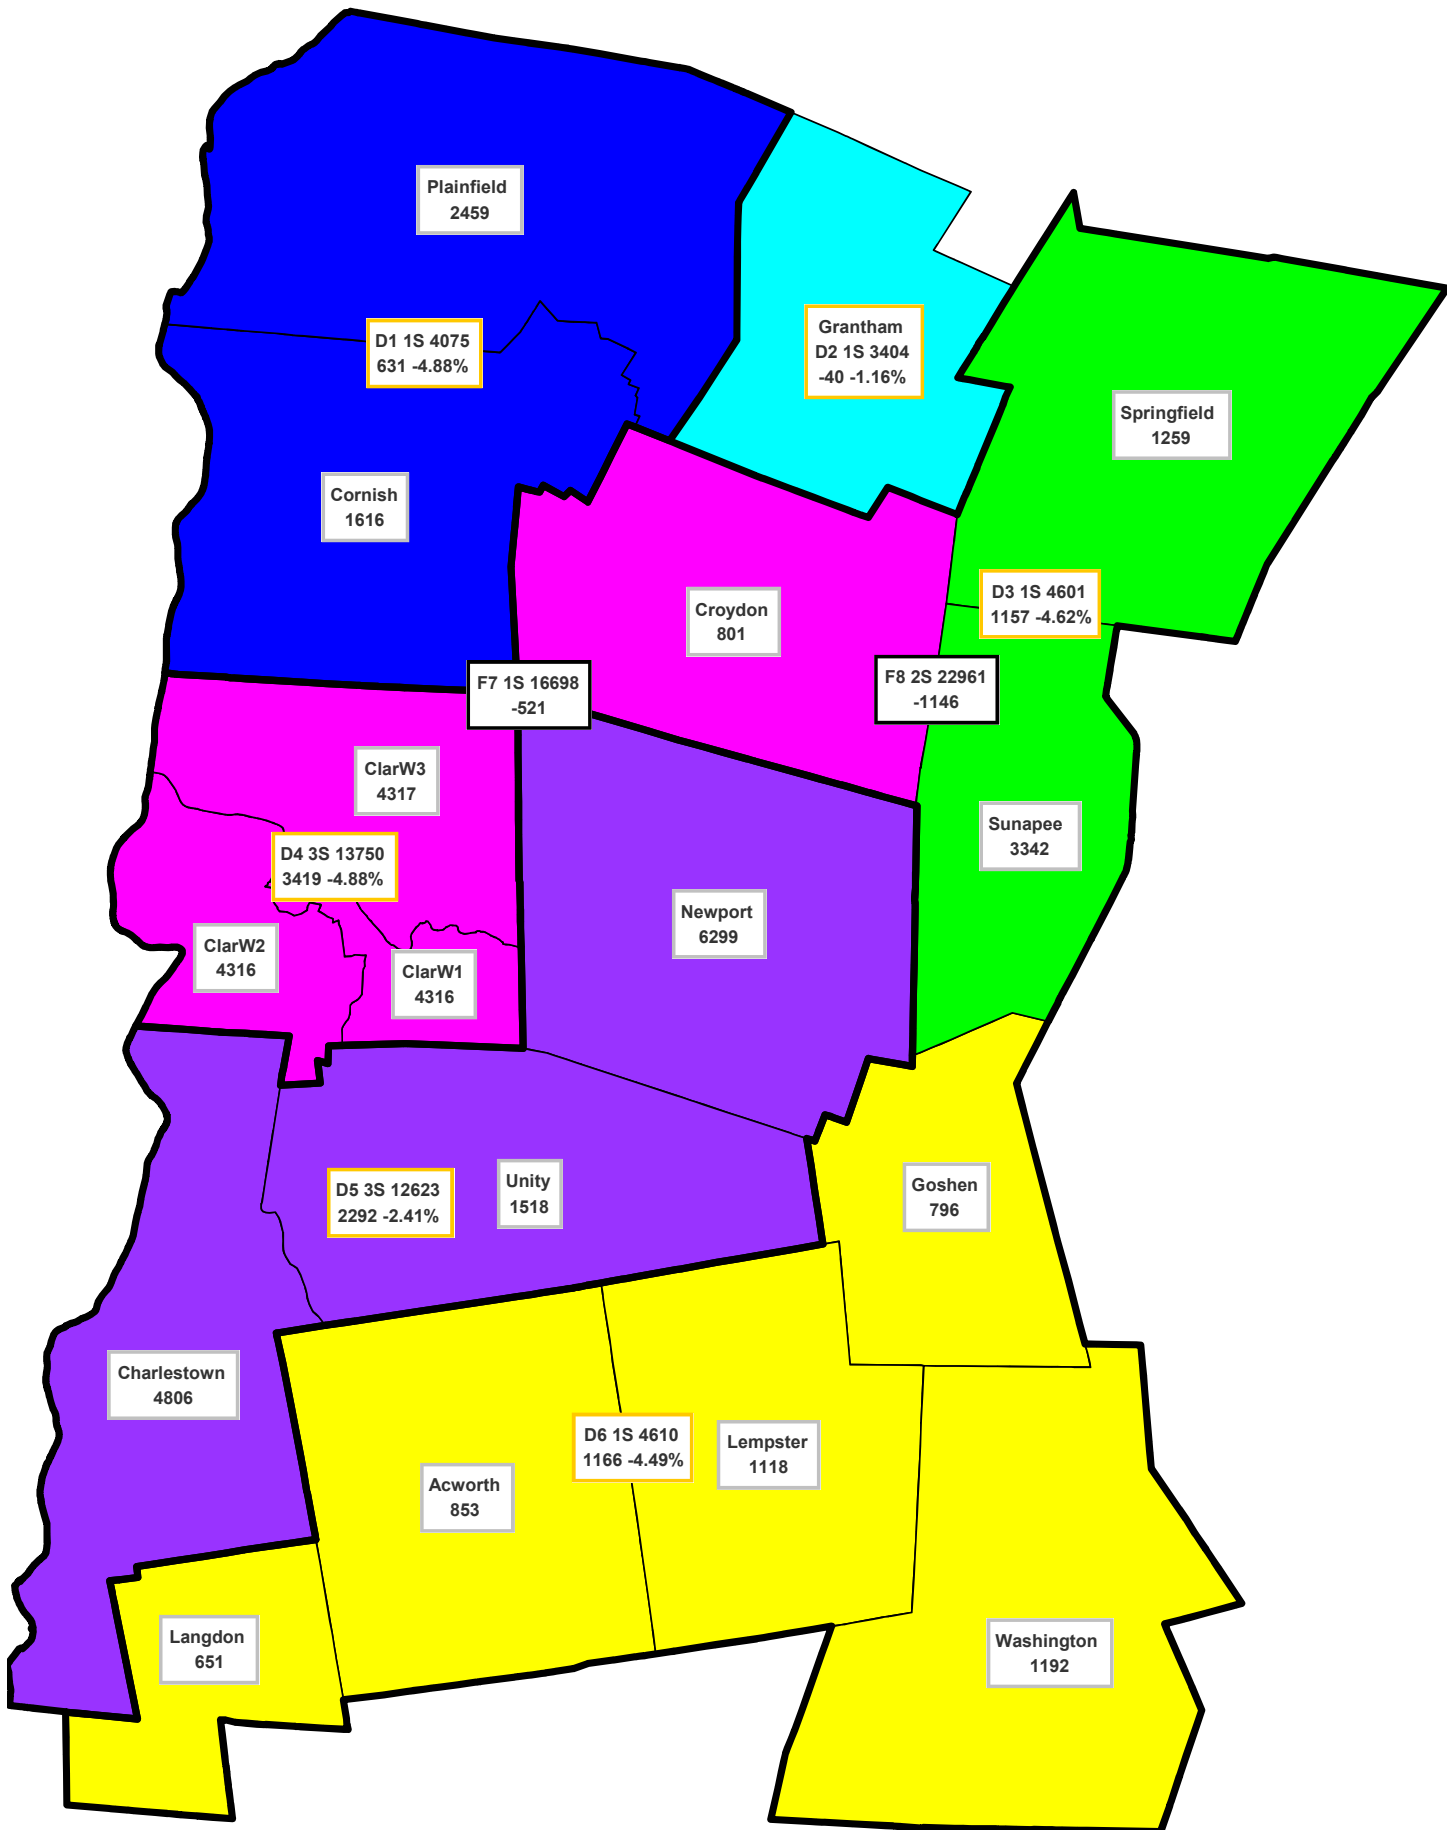 Plainfield
2459
D1 1S 4075
631 -4.88%
Grantham
D2 1S 3404
-40 -1.16%
Springfield
1259
Cornish
1616
Croydon
801
D3 1S 4601
1157 -4.62%
F7 1S 16698
-521
F8 2S 22961
-1146
ClarW3
4317
Sunapee
3342
D4 3S 13750
3419 -4.88%
Newport
6299
ClarW2
4316
ClarW1
4316
D5 3S 12623
2292 -2.41%
Unity
1518
Goshen
796
Charlestown
4806
D6 1S 4610
1166 -4.49%
Lempster
1118
Acworth
853
Langdon
651
Washington
1192